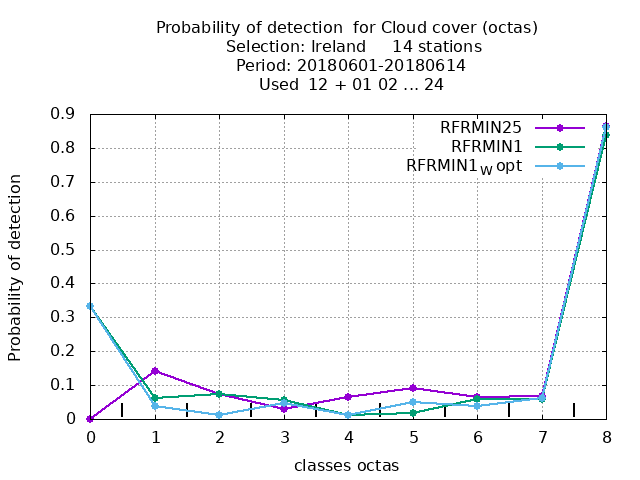 Probability of detection  for Cloud cover (octas)
Selection: Ireland     14 stations
Period: 20180601-20180614
Used  12 + 01 02 ... 24
RFRMIN25
RFRMIN1
RFRMIN1W opt
Probability of detection
0.9
0.8
0.7
0.6
0.5
0.4
0.3
0.2
0.1
0
0 1 2 3 4 5 6 7 8
classes octas